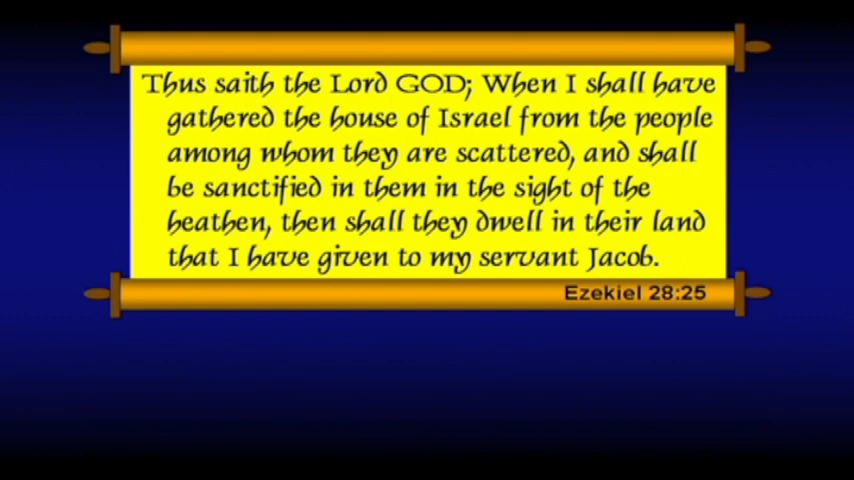 Thus saith the Lord GOD; When I shall have
gathered the house of Israel from the people
among whom they are scattered, and shall
be sanctified in them in the sight of the
heathen, then shall they dwell in their land
that I have given to my servant Jacob.
Ezekiel 28:25